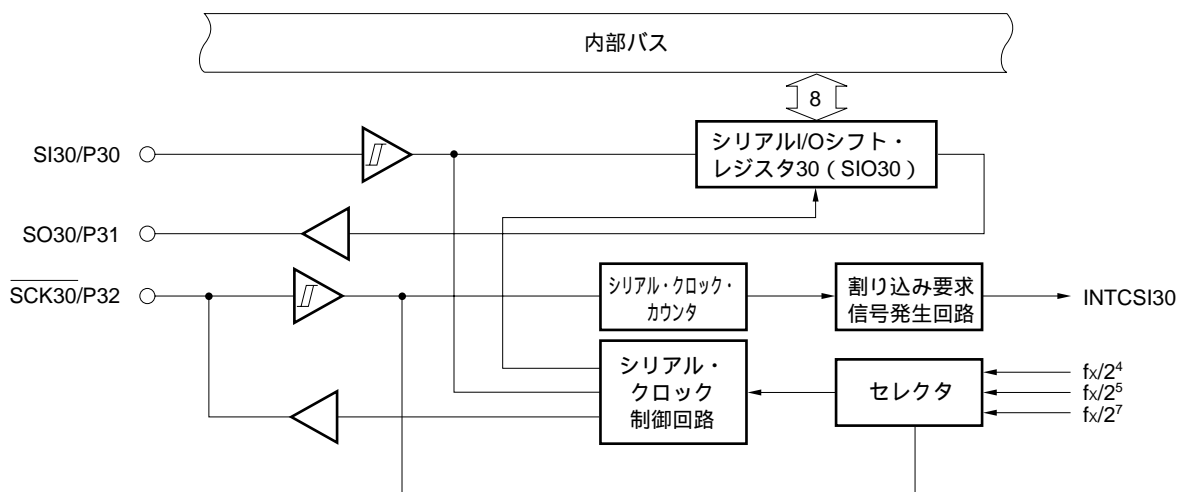 内部バス
8
SI30/P30
シリアルI/Oシフト・
レジスタ30（SIO30）
SO30/P31
SCK30/P32
シリアル・クロック・
カウンタ
割り込み要求
信号発生回路
INTCSI30
シリアル・
クロック
制御回路
セレクタ
fX/2⁴
fX/2⁵
fX/2⁷